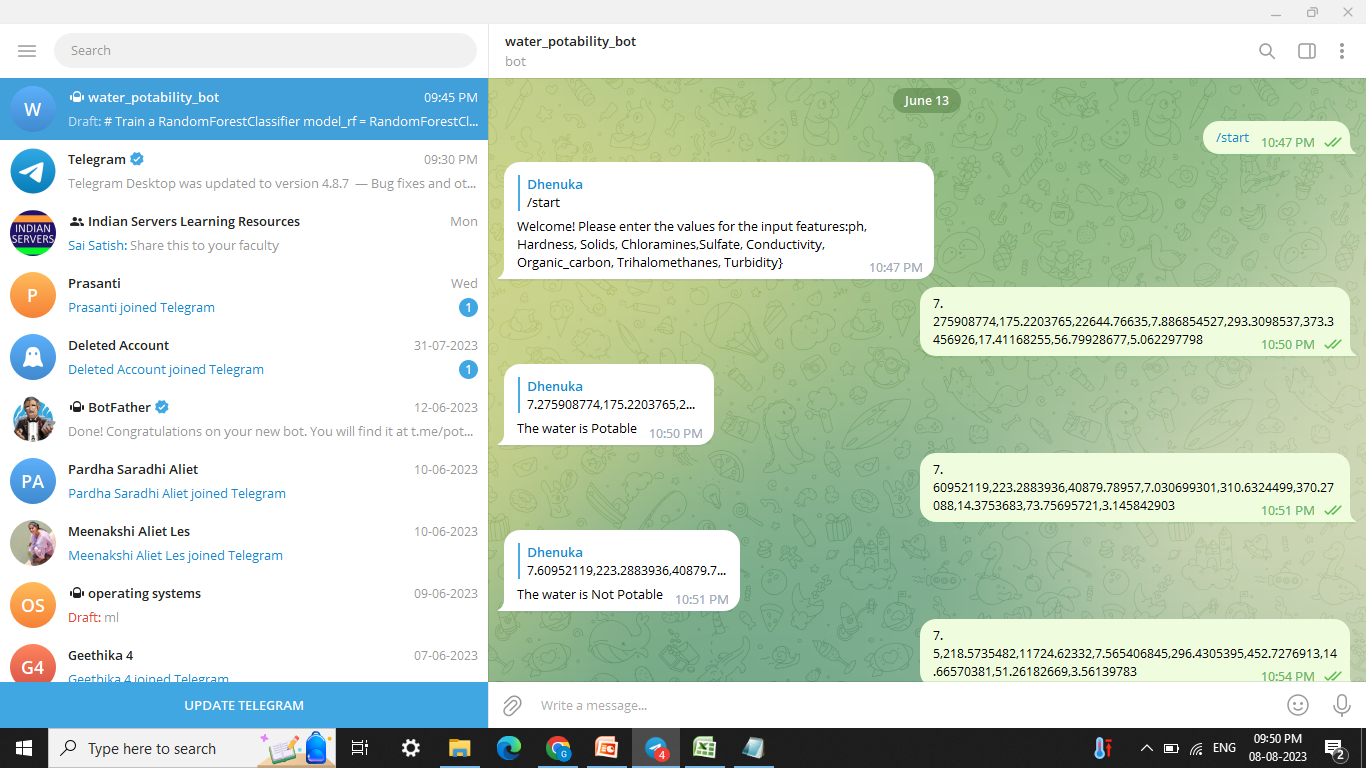 Search
W
water_potability_bot
09:45 PM
Draft: # Train a RandomForestClassifier model_rf = RandomForestCl...
Telegram
09:30 PM
Telegram Desktop was updated to version 4.8.7 — Bug fixes and ot...
INDIAN
SERVERS
Indian Servers Learning Resources
Mon
Sai Satish: Share this to your faculty
P
Prasanti
Wed
Prasanti joined Telegram
1
Deleted Account
31-07-2023
Deleted Account joined Telegram
1
BotFather
12-06-2023
Done! Congratulations on your new bot. You will find it at t.me/pot...
PA
Pardha Saradhi Aliet
10-06-2023
Pardha Saradhi Aliet joined Telegram
Meenakshi Aliet Les
10-06-2023
Meenakshi Aliet Les joined Telegram
OS
operating systems
09-06-2023
Draft: ml
G4
Geethika 4
07-06-2023
Geethika 4 joined Telegram
UPDATE TELEGRAM
water_potability_bot
bot
June 13
/start
10:47 PM
Dhenuka
/start
Welcome! Please enter the values for the input features:ph,
Hardness, Solids, Chloramines,Sulfate, Conductivity,
Organic_carbon, Trihalomethanes, Turbidity}
10:47 PM
7.
275908774,175.2203765,22644.76635,7.886854527,293.3098537,373.3
456926,17.41168255,56.79928677,5.062297798
10:50 PM
Dhenuka
7.275908774,175.2203765,2...
The water is Potable
10:50 PM
7.
60952119,223.2883936,40879.78957,7.030699301,310.6324499,370.27
088,14.3753683,73.75695721,3.145842903
10:51 PM
Dhenuka
7.60952119,223.2883936,40879.7...
The water is Not Potable
10:51 PM
7.
5,218.5735482,11724.62332,7.565406845,296.4305395,452.7276913,14
.66570381,51.26182669,3.56139783
10:54 PM
Write a message...
Type here to search
G
4
ENG
09:50 PM
08-08-2023
2